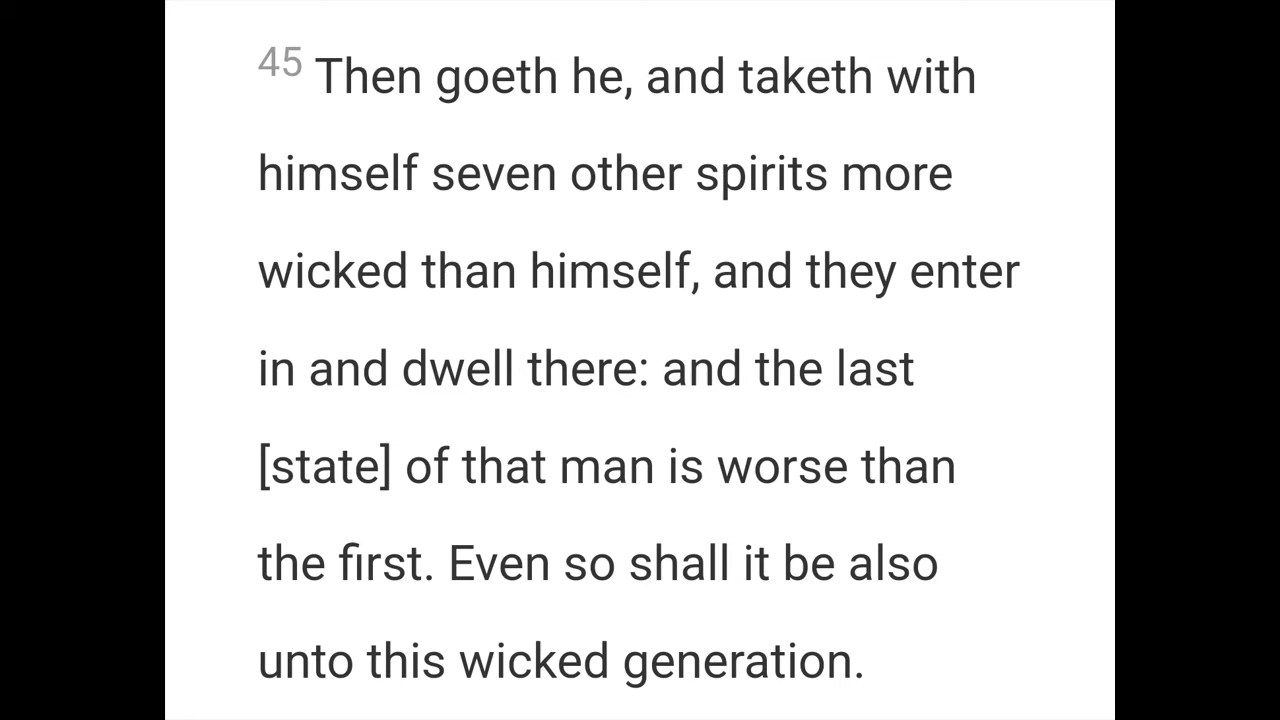 45 Then goeth he, and taketh with
himself seven other spirits more
wicked than himself, and they enter
in and dwell there: and the last
[state] of that man is worse than
the first. Even so shall it be also
unto this wicked generation.